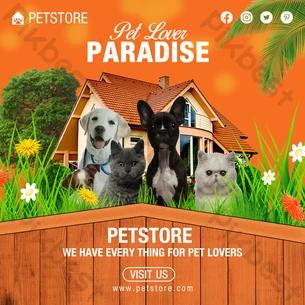 PETSTORE
Pet Lover
PARADISE
PETSTORE
WE HAVE EVERY THING FOR PET LOVERS
VISIT US
www.petstore.com